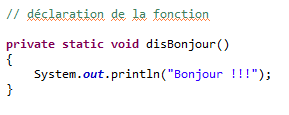 // déclaration de la fonction
private static void disBonjour()
{
System.out.println("Bonjour !!!");
}